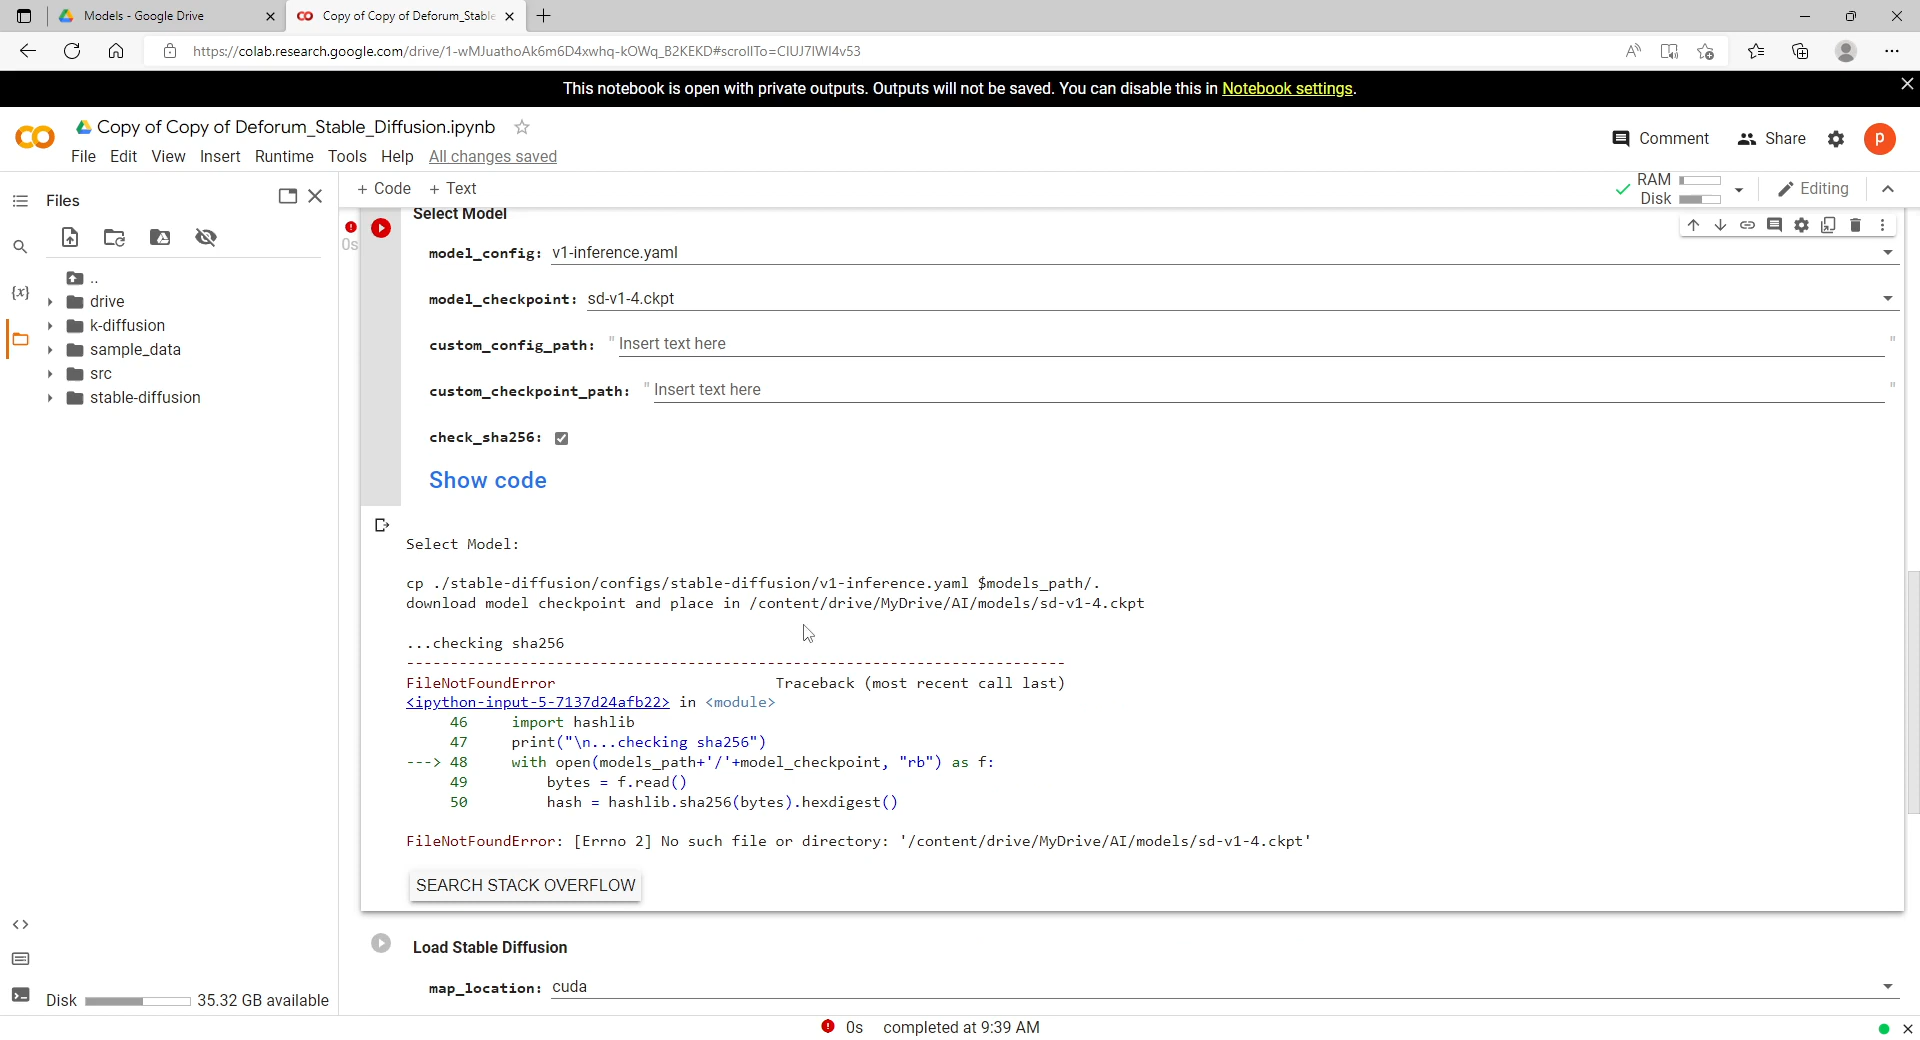 Models - Google Drive
Copy of Copy of Deforum_Stable
https://colab.research.google.com/drive/1-wMJuathoAk6m6D4xwhq-kOWq_B2KEKD#scrollTo=CIUJ7IWI4v53
This notebook is open with private outputs. Outputs will not be saved. You can disable this in Notebook settings.
Copy of Copy of Deforum_Stable_Diffusion.ipynb
Comment
Share
P
File Edit View Insert Runtime Tools Help All changes saved
Files
+ Code + Text
RAM
Disk
Editing
{x}
..
drive
k-diffusion
sample_data
src
stable-diffusion
Disk 35.32 GB available
0s
Select Model
model_config: v1-inference.yaml
model_checkpoint: sd-v1-4.ckpt
custom_config_path: " Insert text here "
custom_checkpoint_path: " Insert text here "
check_sha256:
Show code
Select Model:
cp ./stable-diffusion/configs/stable-diffusion/v1-inference.yaml $models_path/.
download model checkpoint and place in /content/drive/MyDrive/AI/models/sd-v1-4.ckpt
...checking sha256
---------------------------------------------------------------------------
FileNotFoundError Traceback (most recent call last)
<ipython-input-5-7137d24afb22> in <module>
46 import hashlib
47 print("\n...checking sha256")
---> 48 with open(models_path+'/'+model_checkpoint, "rb") as f:
49 bytes = f.read()
50 hash = hashlib.sha256(bytes).hexdigest()
FileNotFoundError: [Errno 2] No such file or directory: '/content/drive/MyDrive/AI/models/sd-v1-4.ckpt'
SEARCH STACK OVERFLOW
Load Stable Diffusion
map_location: cuda
0s completed at 9:39 AM